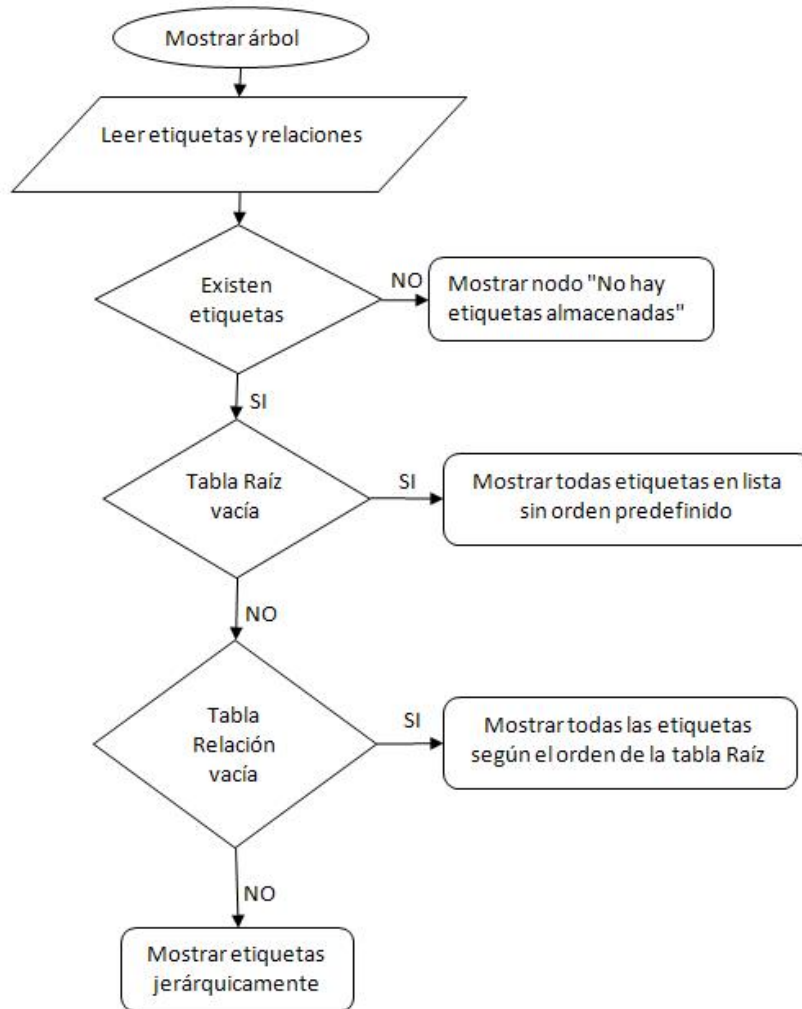 Mostrar árbol
Leer etiquetas y relaciones
Existen
etiquetas
NO
Mostrar nodo "No hay
etiquetas almacenadas"
SI
Tabla Raíz
vacía
SI
Mostrar todas etiquetas en lista
sin orden predefinido
NO
Tabla
Relación
vacía
SI
Mostrar todas las etiquetas
según el orden de la tabla Raíz
NO
Mostrar etiquetas
jerárquicamente